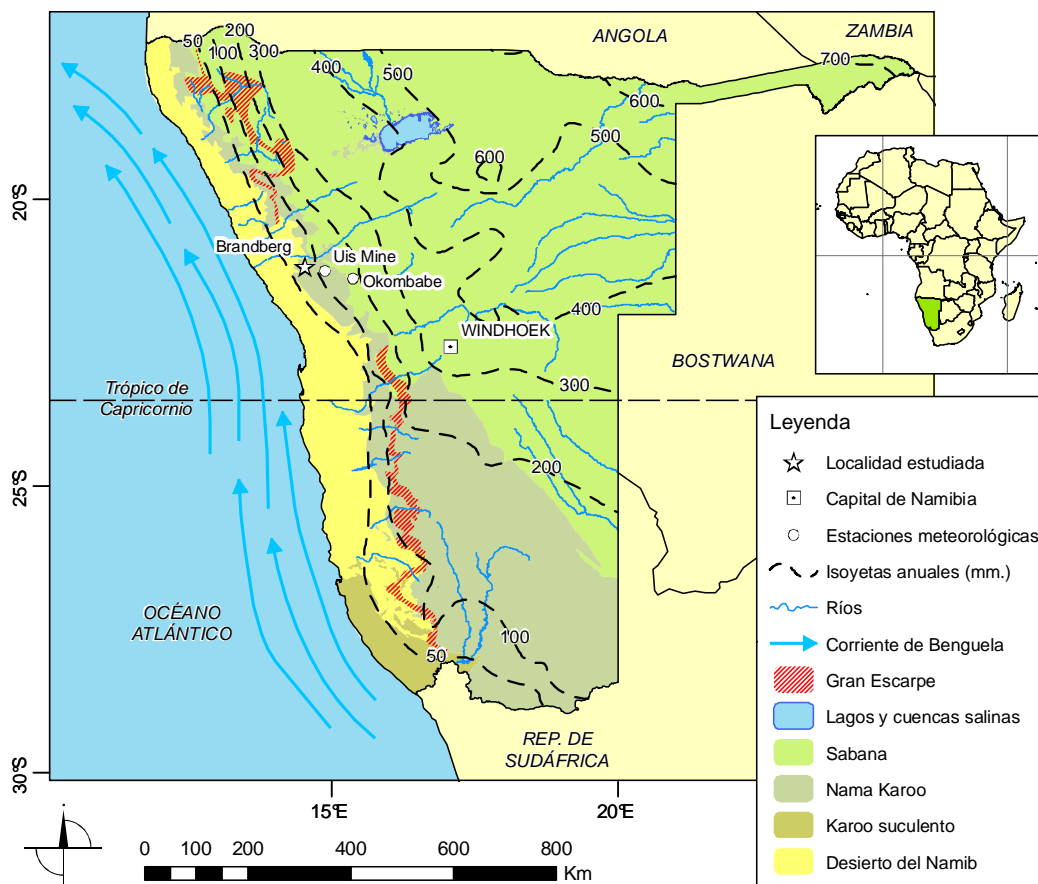 ANGOLA
ZAMBIA
50
100
200
300
400
500
700
600
500
600
20°S
Brandberg
Uis Mine
Okombabe
400
WINDHOEK
BOSTWANA
300
Trópico de
Capricornio
200
25°S
OCÉANO
ATLÁNTICO
100
50
REP. DE
SUDÁFRICA
30°S
15°E
20°E
0 100 200 400 600 800
Km
Leyenda
Localidad estudiada
Capital de Namibia
Estaciones meteorológicas
Isoyetas anuales (mm.)
Ríos
Corriente de Benguela
Gran Escarpe
Lagos y cuencas salinas
Sabana
Nama Karoo
Karoo suculento
Desierto del Namib